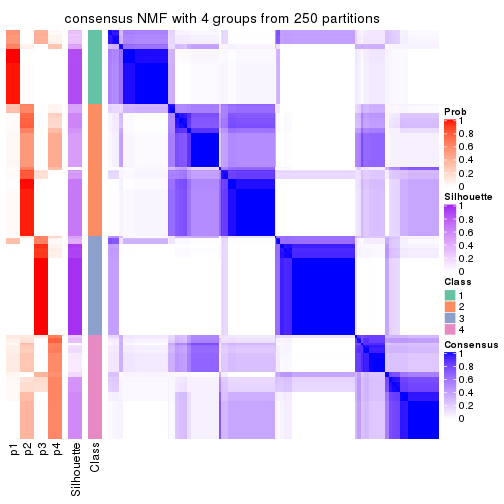 consensus NMF with 4 groups from 250 partitions
Prob
1
0.8
0.6
0.4
0.2
0
Silhouette
1
0.8
0.6
0.4
0.2
0
Class
1
2
3
4
Consensus
1
0.8
0.6
0.4
0.2
0
p1
p2
p3
p4
Silhouette
Class